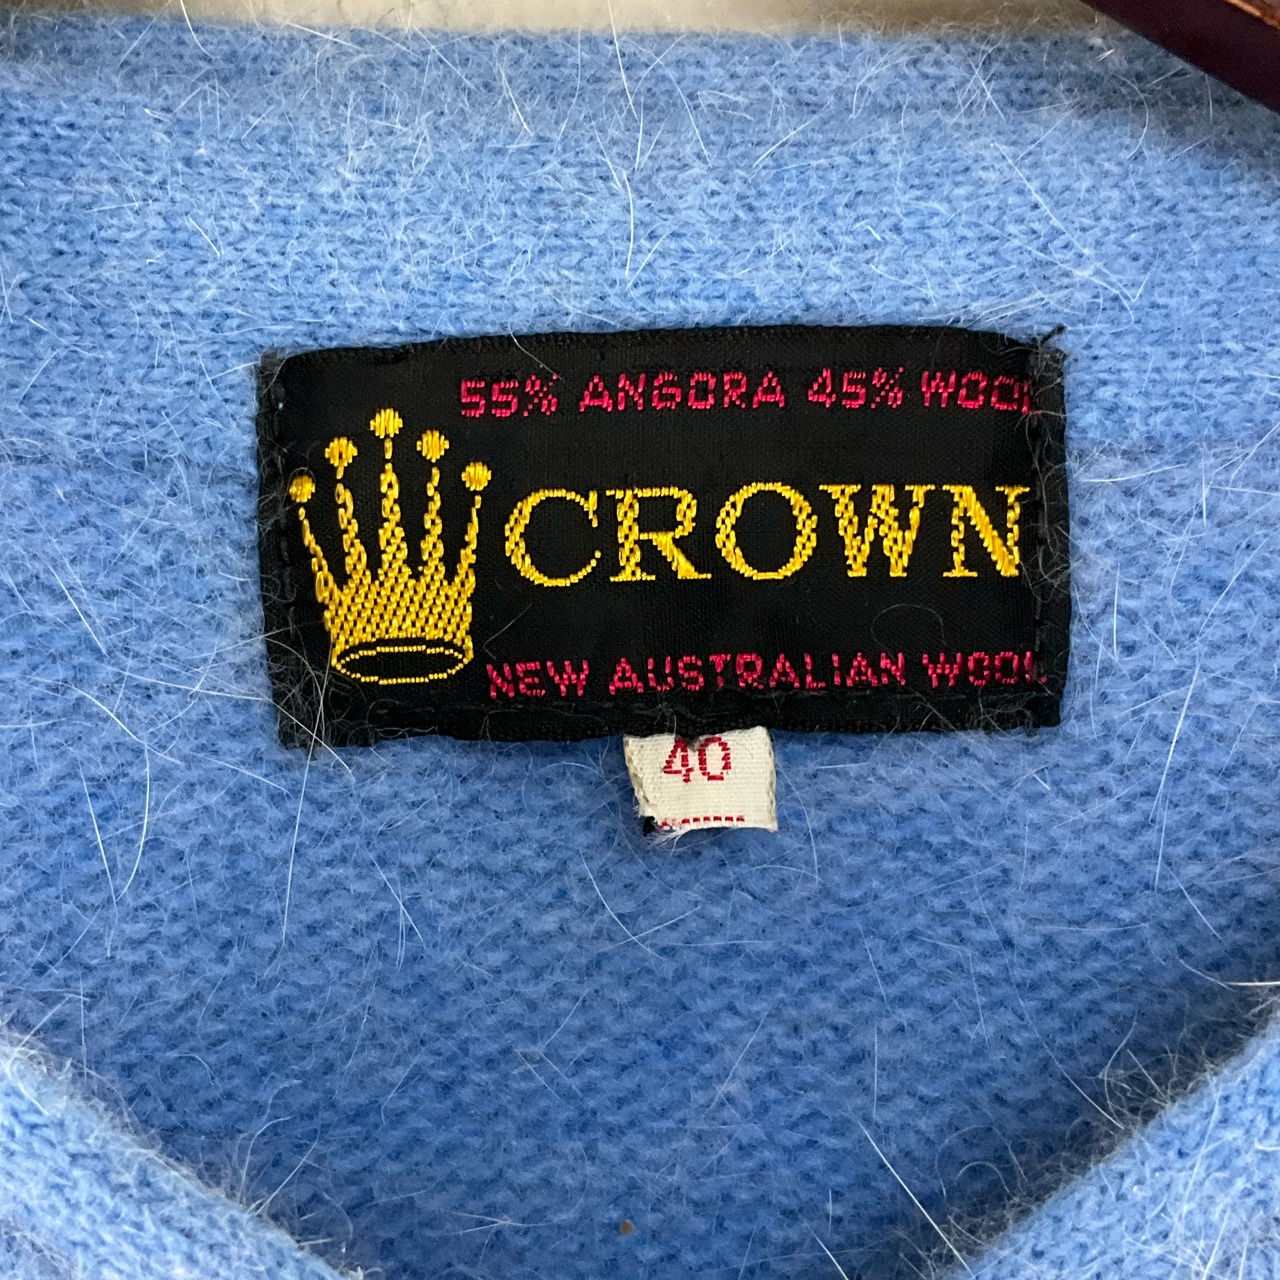 55% ANGORA 45% WOOL
CROWN
NEW AUSTRALIAN WOOL
40